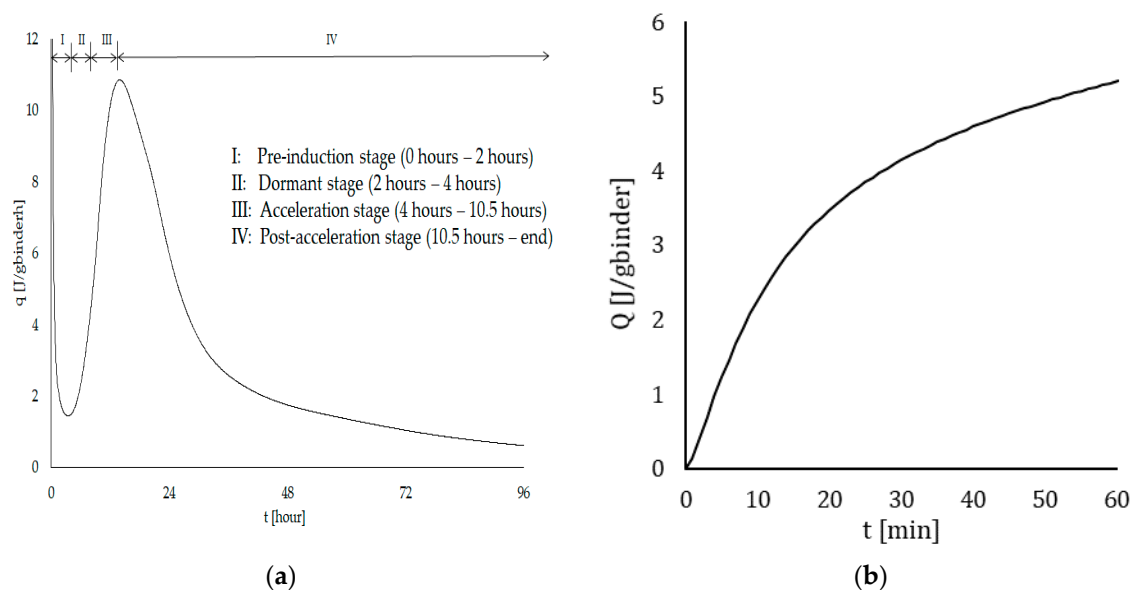 I II III IV
12
10
8
6
4
2
0
q [J/gbinderh]
I: Pre-induction stage (0 hours – 2 hours)
II: Dormant stage (2 hours – 4 hours)
III: Acceleration stage (4 hours – 10.5 hours)
IV: Post-acceleration stage (10.5 hours – end)
0 24 48 72 96
t [hour]
(a)
6
5
4
3
2
1
0
Q [J/gbinder]
0 10 20 30 40 50 60
t [min]
(b)